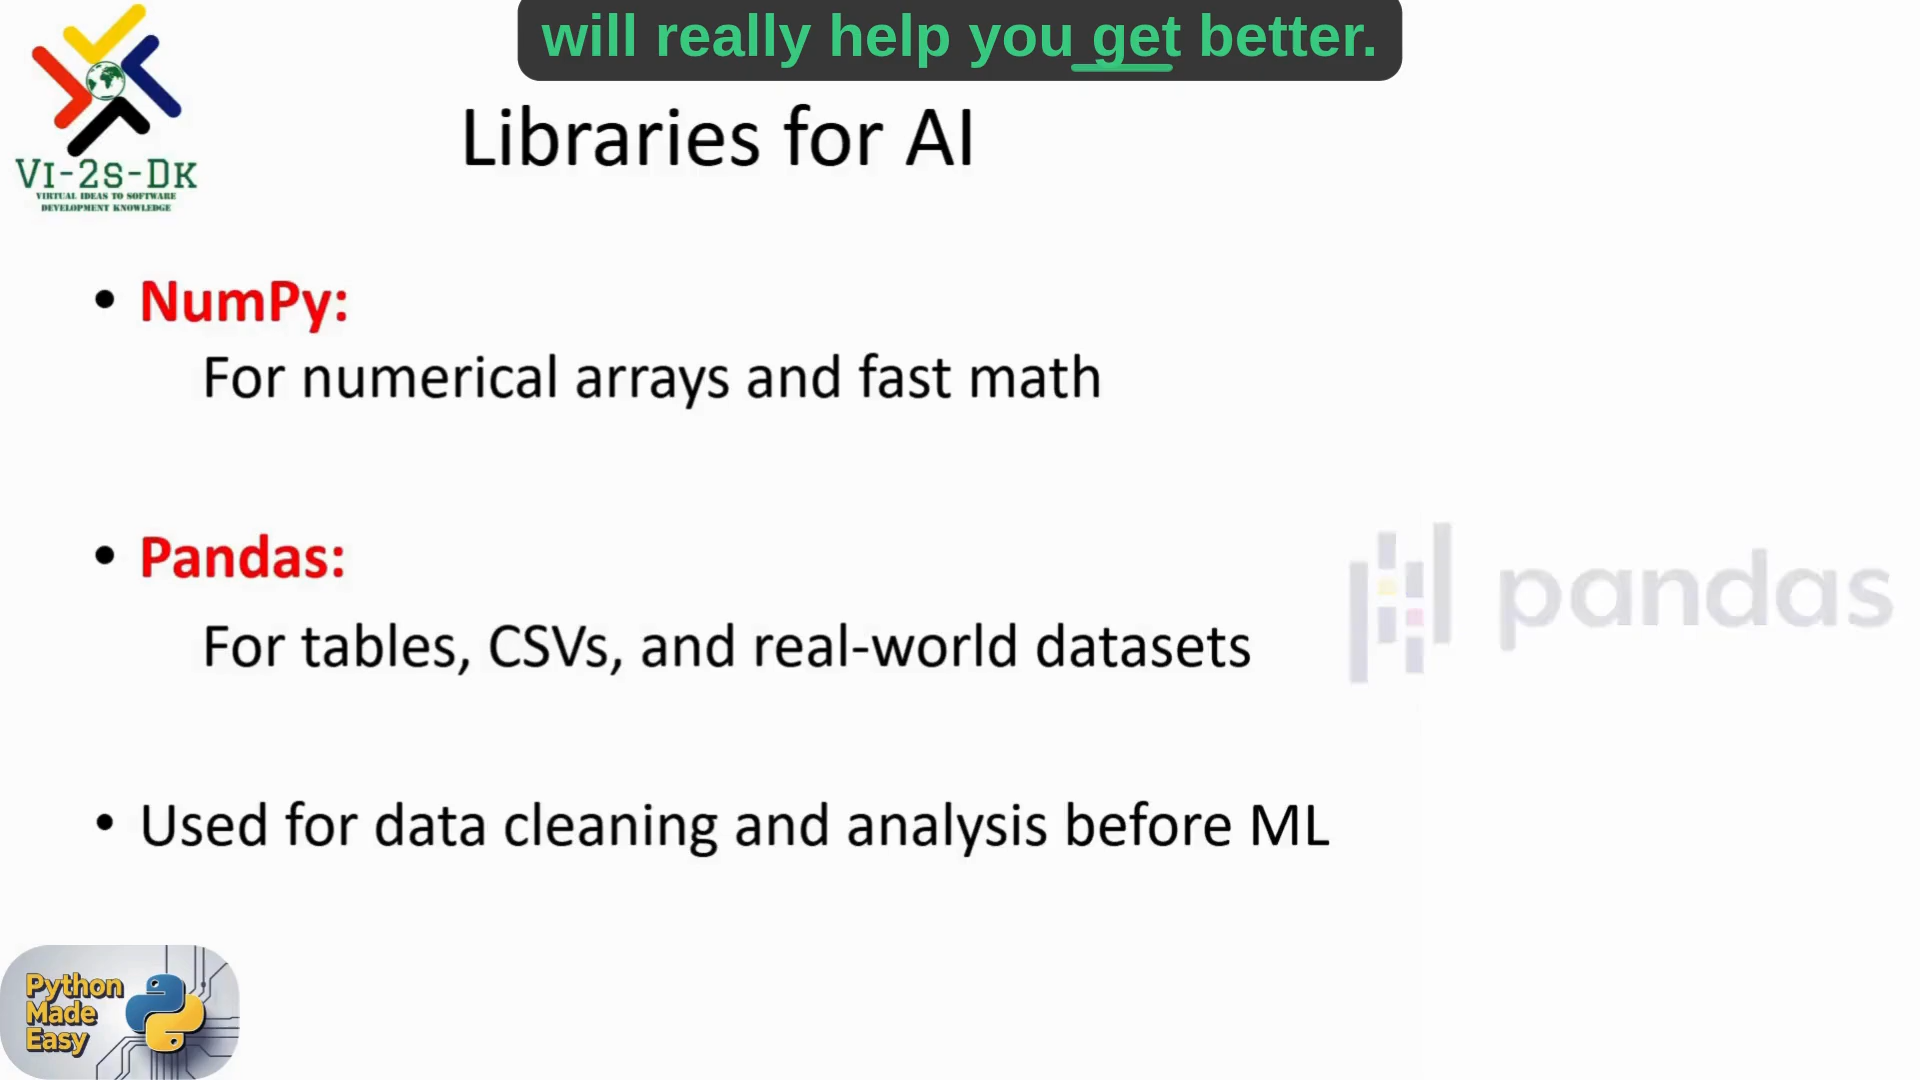 will really help you get better.
Libraries for AI
VI-2S-DK
VIRTUAL IDEAS TO SOFTWARE
DEVELOPMENT KNOWLEDGE
• NumPy:
For numerical arrays and fast math
• Pandas:
For tables, CSVs, and real-world datasets
pandas
• Used for data cleaning and analysis before ML
Python
Made
Easy